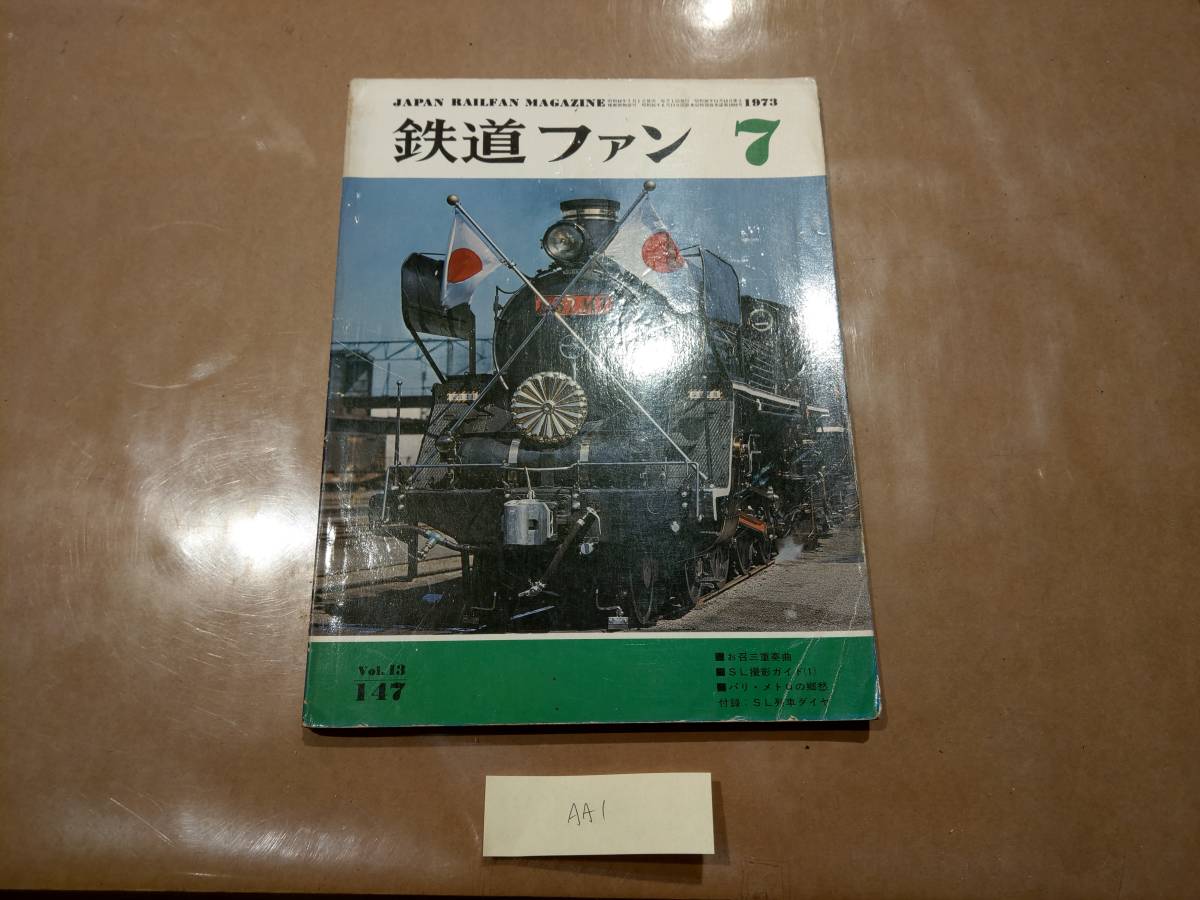 JAPAN RAILFAN MAGAZINE 1973
鉄道ファン 7
Vol. 13
147
■お召三重奏曲
■SL撮影ガイド(1)
■パリ・メトロの郷愁
付録:SL列車ダイヤ
AA1